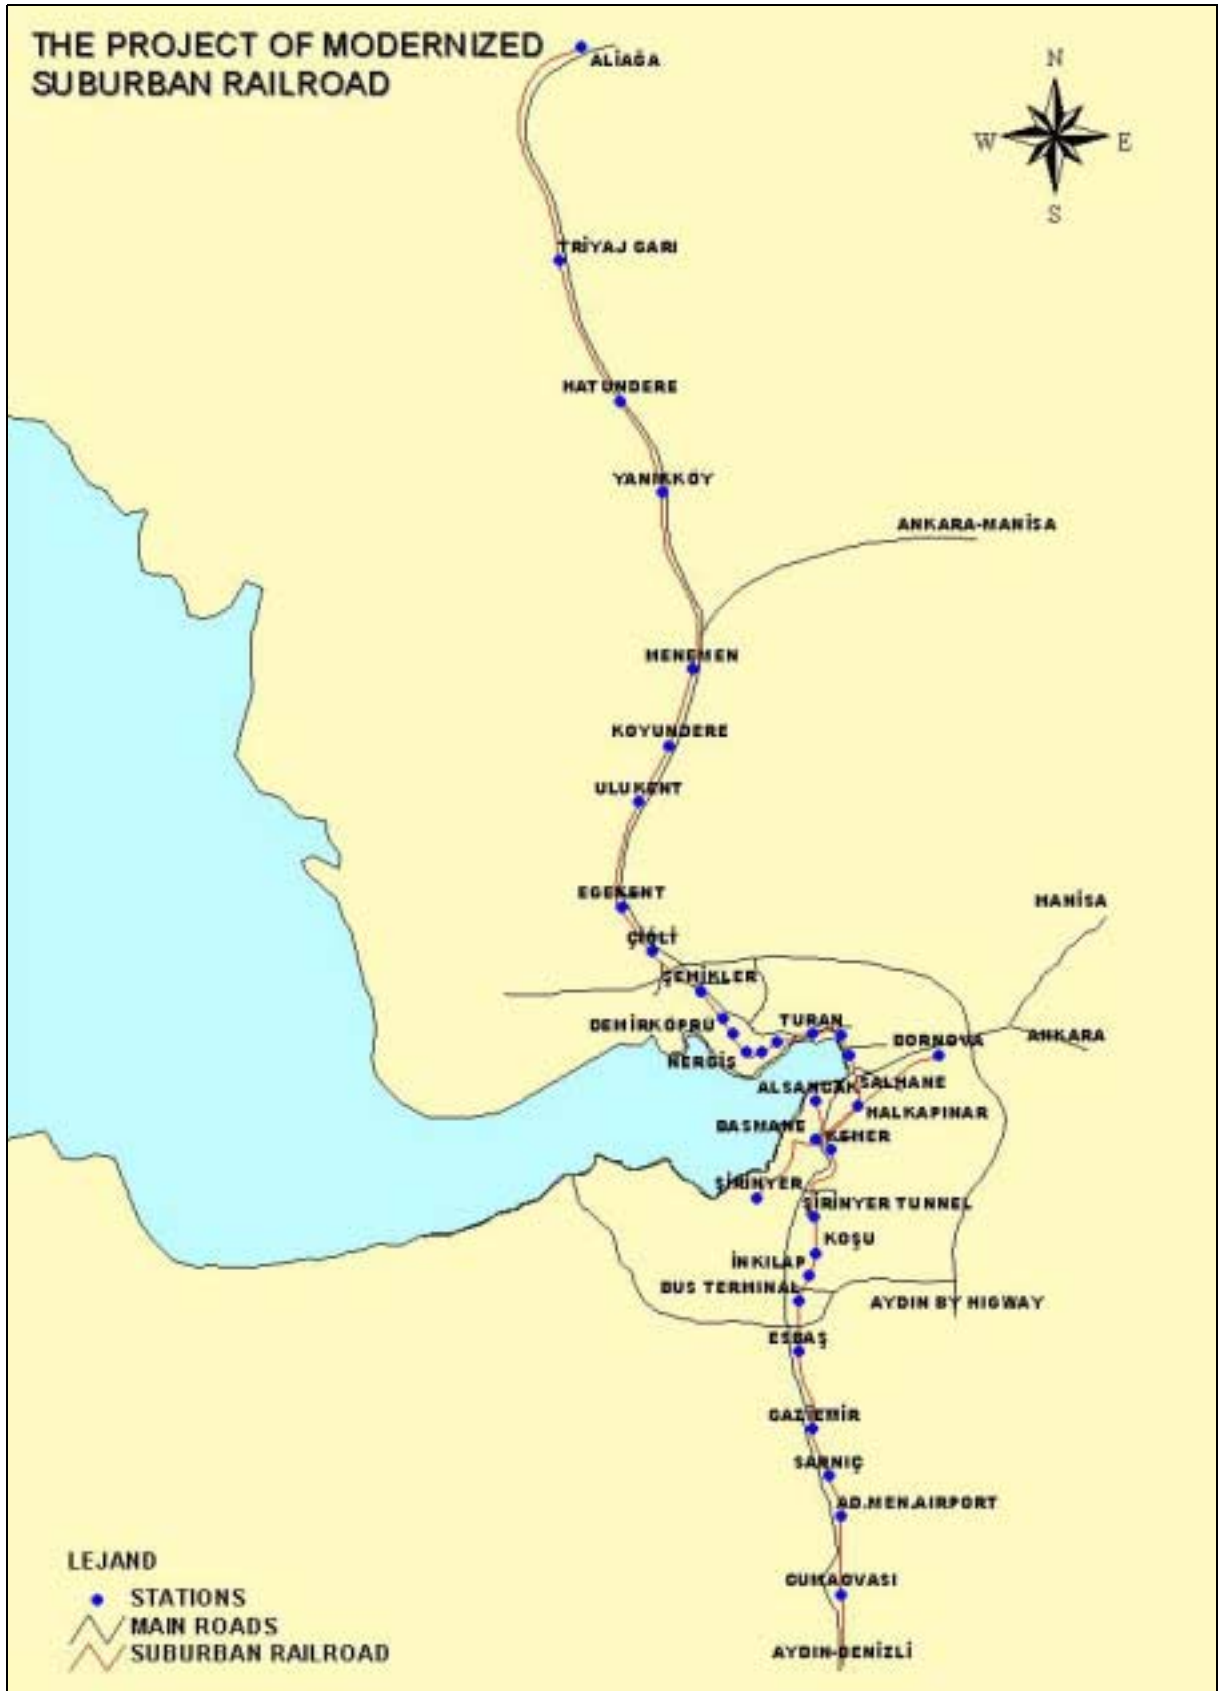 THE PROJECT OF MODERNIZED
SUBURBAN RAILROAD
ALİAĞA
N
W
E
S
TRİYAJ GARI
HATUNDERE
YANIKKÖY
ANKARA-MANİSA
MENEMEN
KOYUNDERE
ULUKENT
EGEKENT
MANİSA
ÇİĞLİ
ŞEMİKLER
DEMİRKÖPRÜ
TURAN
BORNOVA
ANKARA
NERGİS
ALSANCAK
SALHANE
HALKAPINAR
BASMANE
KEMER
ŞİRİNYER
ŞİRİNYER TUNNEL
KOŞU
İNKILAP
BUS TERMINAL
AYDIN BY HIGWAY
ESBAŞ
GAZİEMİR
SARNIÇ
AD.MEN.AIRPORT
CUMAOVASI
AYDIN-DENİZLİ
LEJAND
STATIONS
MAIN ROADS
SUBURBAN RAILROAD